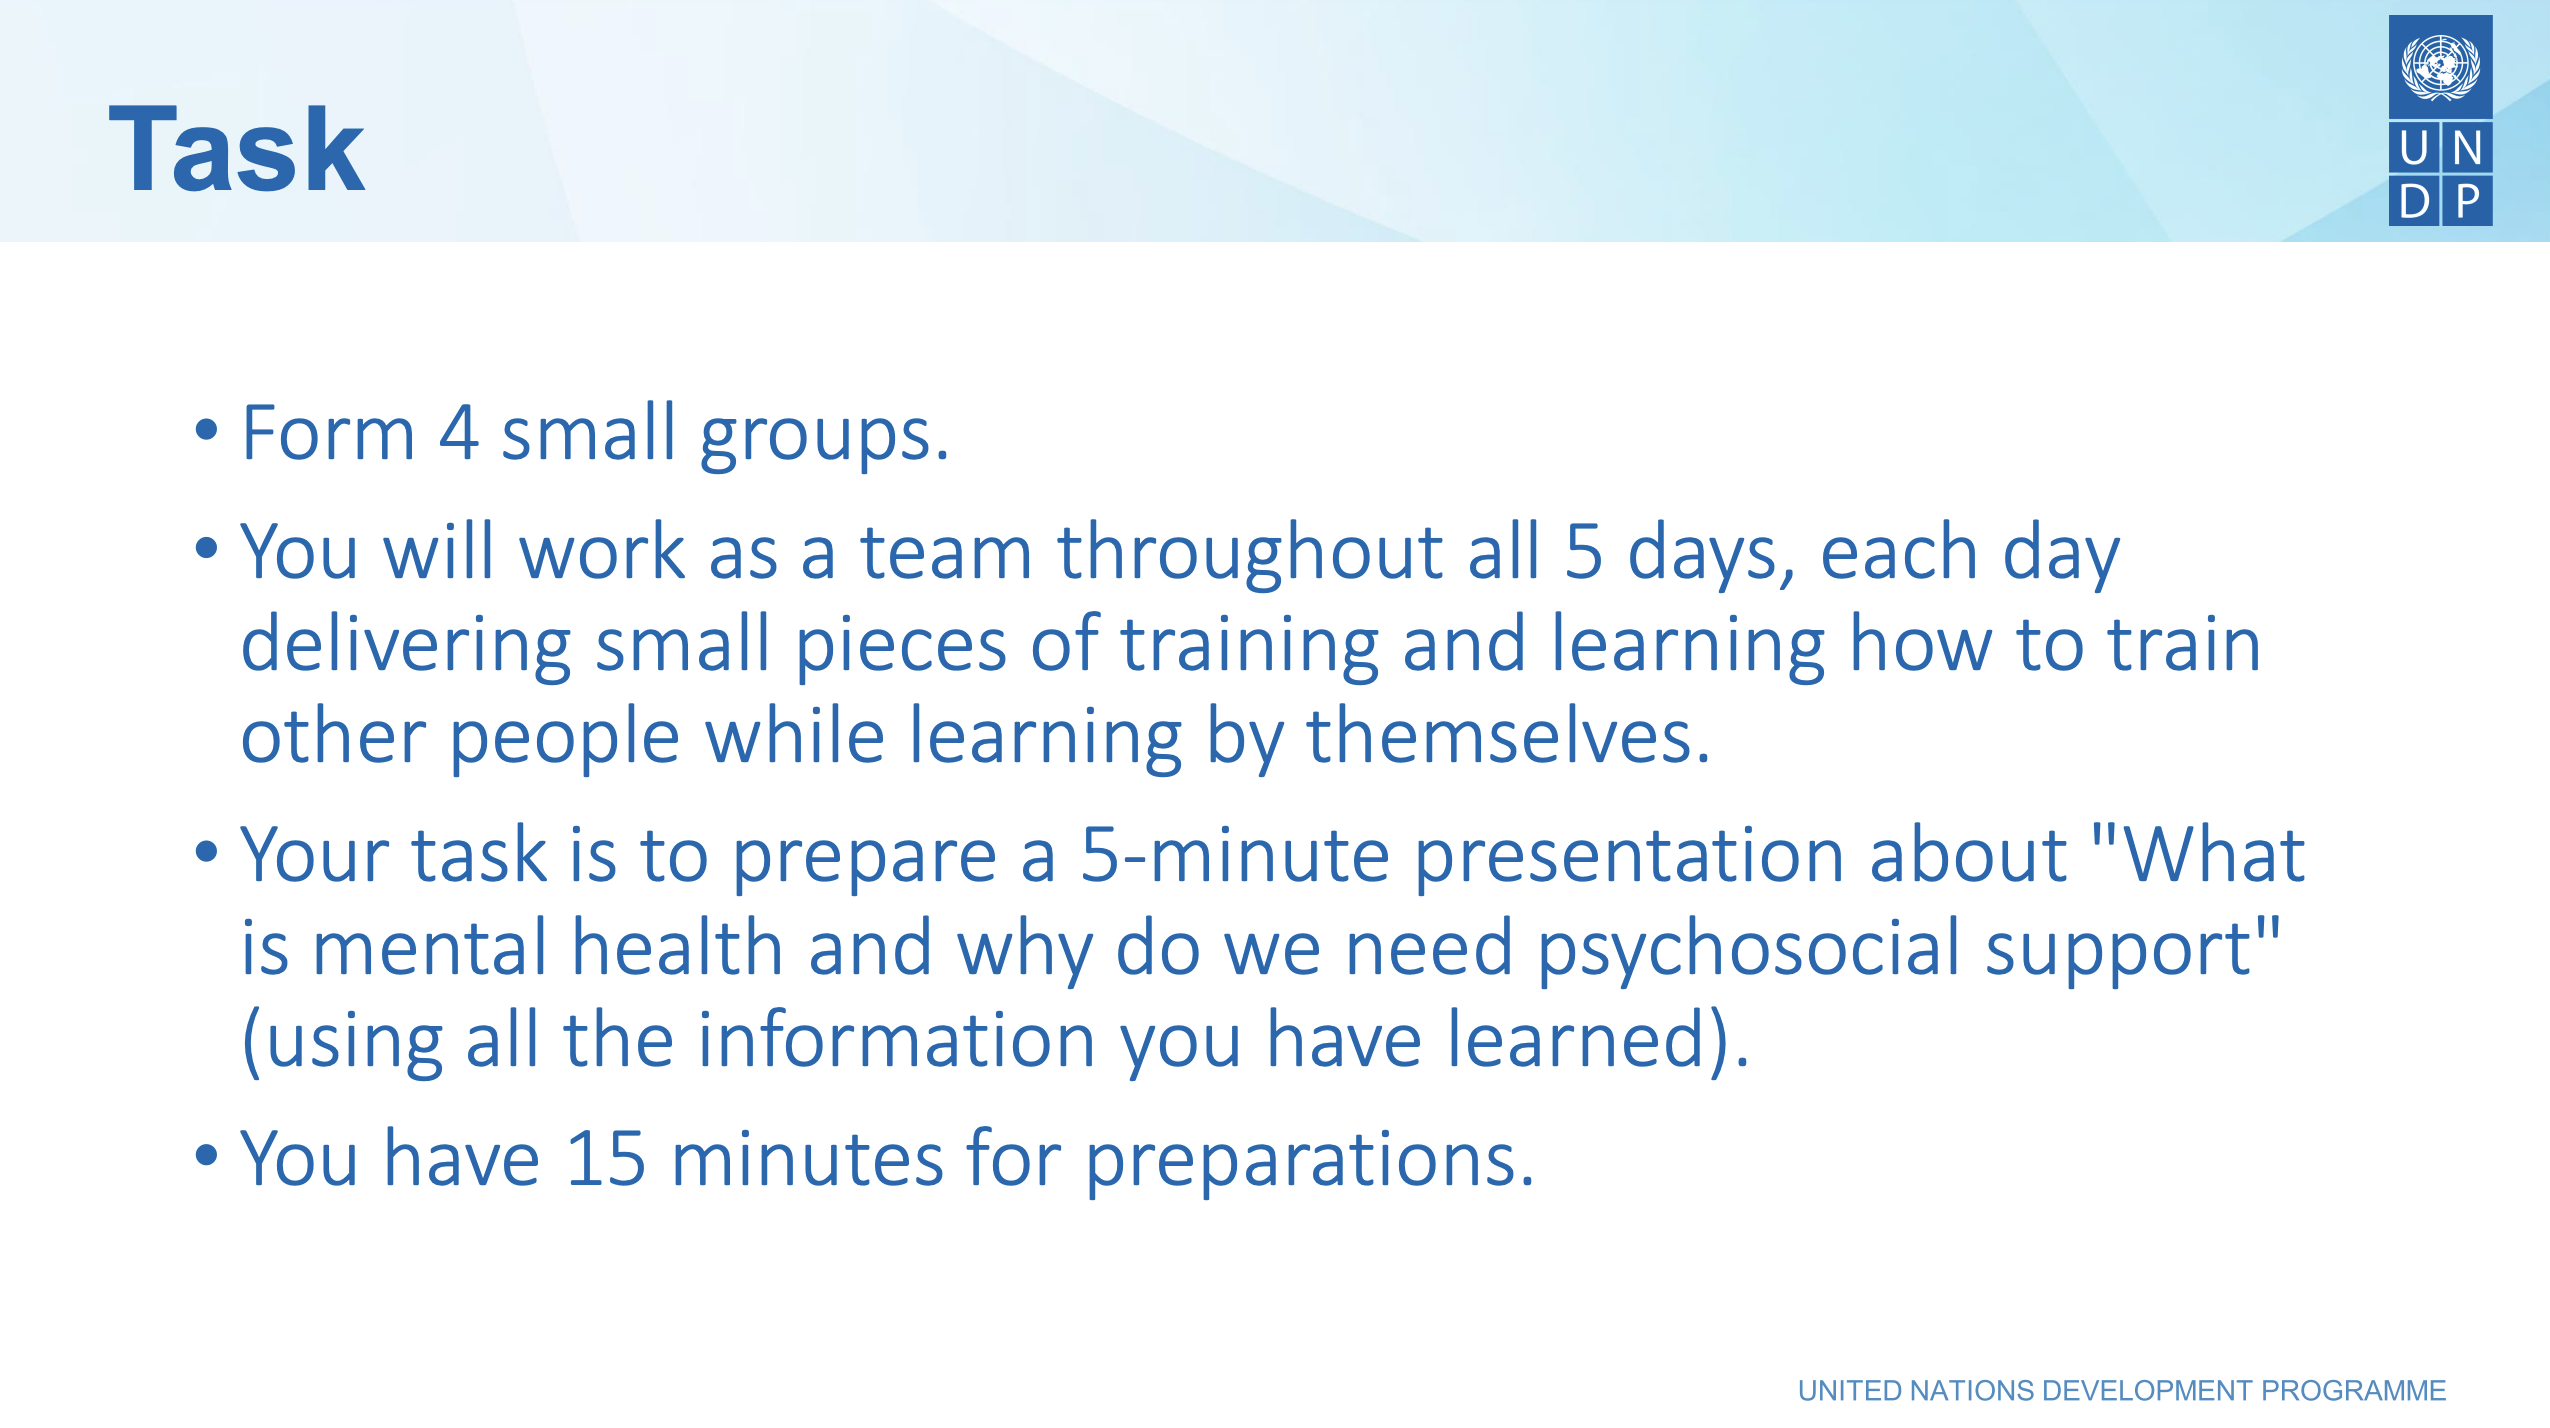 Task
U N
D P
• Form 4 small groups.
• You will work as a team throughout all 5 days, each day
delivering small pieces of training and learning how to train
other people while learning by themselves.
• Your task is to prepare a 5-minute presentation about "What
is mental health and why do we need psychosocial support"
(using all the information you have learned).
• You have 15 minutes for preparations.
UNITED NATIONS DEVELOPMENT PROGRAMME